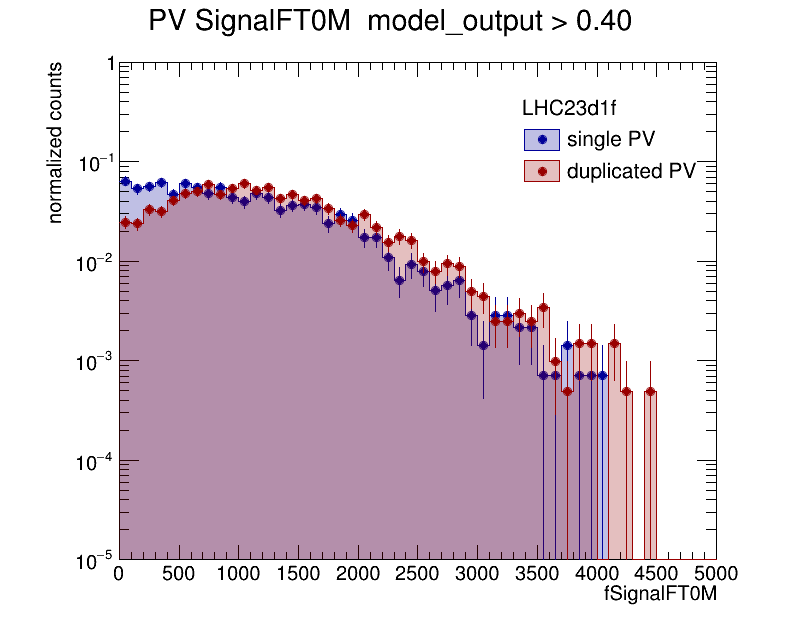 PV SignalFT0M  model_output > 0.40
normalized counts
LHC23d1f
single PV
duplicated PV
1
10⁻¹
10⁻²
10⁻³
10⁻⁴
10⁻⁵
0 500 1000 1500 2000 2500 3000 3500 4000 4500 5000
fSignalFT0M